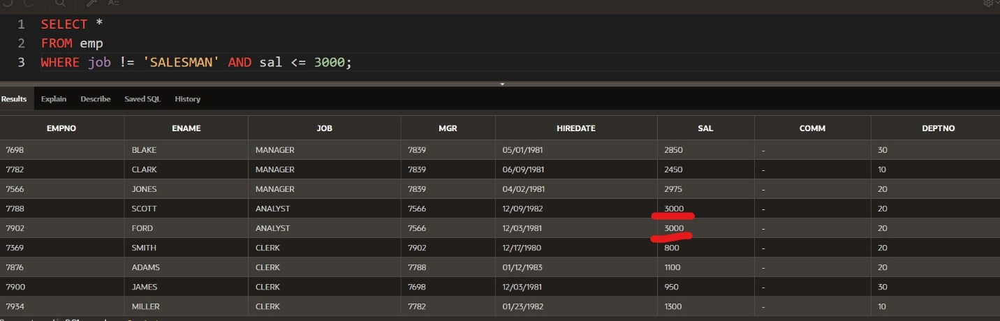 1 SELECT *
2 FROM emp
3 WHERE job != 'SALESMAN' AND sal <= 3000;
Results Explain Describe Saved SQL History
EMPNO ENAME JOB MGR HIREDATE SAL COMM DEPTNO
7698 BLAKE MANAGER 7839 05/01/1981 2850 - 30
7782 CLARK MANAGER 7839 06/09/1981 2450 - 10
7566 JONES MANAGER 7839 04/02/1981 2975 - 20
7788 SCOTT ANALYST 7566 12/09/1982 3000 - 20
7902 FORD ANALYST 7566 12/03/1981 3000 - 20
7369 SMITH CLERK 7902 12/17/1980 800 - 20
7876 ADAMS CLERK 7788 01/12/1983 1100 - 20
7900 JAMES CLERK 7698 12/03/1981 950 - 30
7934 MILLER CLERK 7782 01/23/1982 1300 - 10